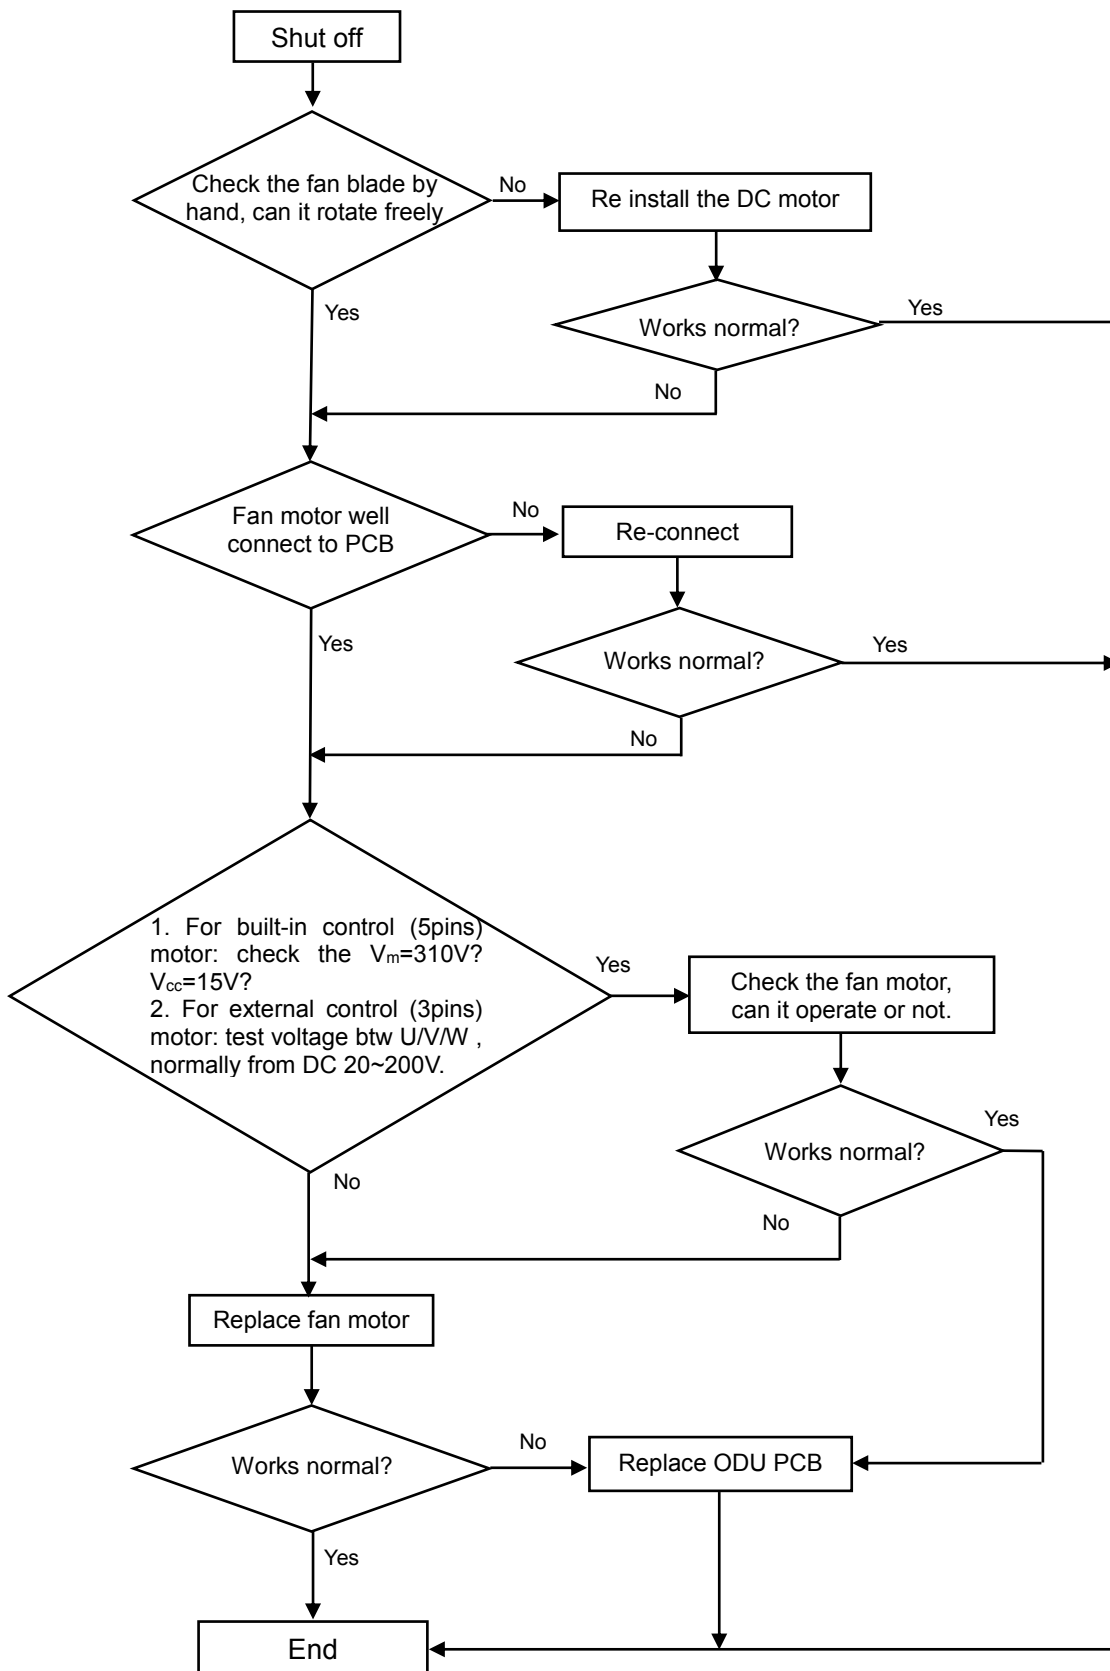 Shut off
Check the fan blade by
hand, can it rotate freely
No
Re install the DC motor
Yes
Works normal?
Yes
No
Fan motor well
connect to PCB
No
Re-connect
Yes
Works normal?
Yes
No
1. For built-in control (5pins)
motor: check the Vm=310V?
Vcc=15V?
2. For external control (3pins)
motor: test voltage btw U/V/W ,
normally from DC 20~200V.
Yes
Check the fan motor,
can it operate or not.
Works normal?
Yes
No
No
Replace fan motor
Works normal?
No
Replace ODU PCB
Yes
End